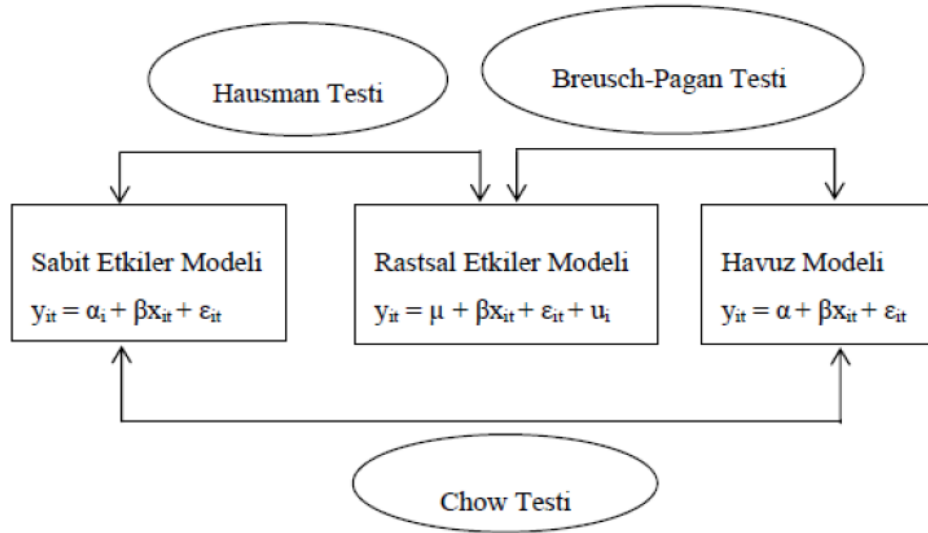 Hausman Testi
Breusch-Pagan Testi
Sabit Etkiler Modeli
yᵢₜ = αᵢ + βxᵢₜ + εᵢₜ
Rastsal Etkiler Modeli
yᵢₜ = μ + βxᵢₜ + εᵢₜ + uᵢ
Havuz Modeli
yᵢₜ = α + βxᵢₜ + εᵢₜ
Chow Testi